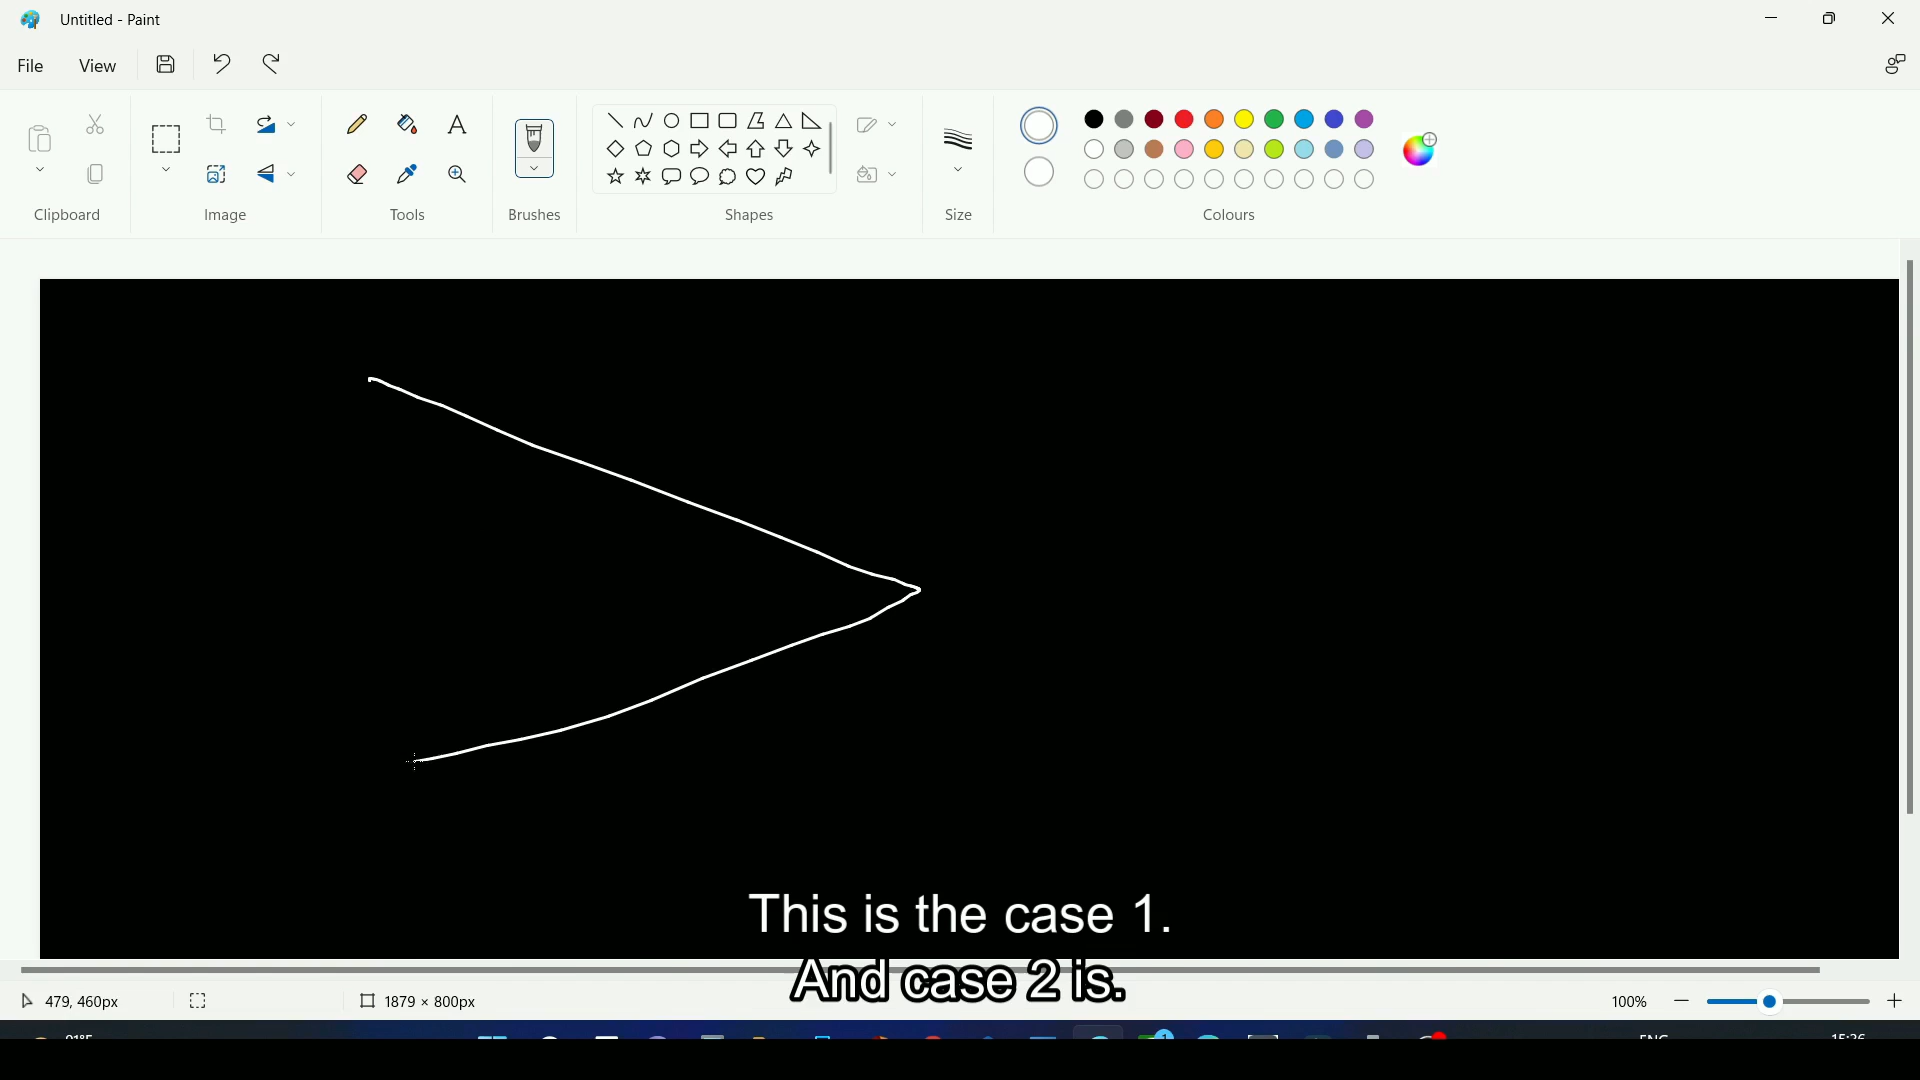 Untitled - Paint
File View
Clipboard Image Tools Brushes Shapes Size Colours
This is the case 1.
And case 2 is.
479, 460px 1879 × 800px 100%